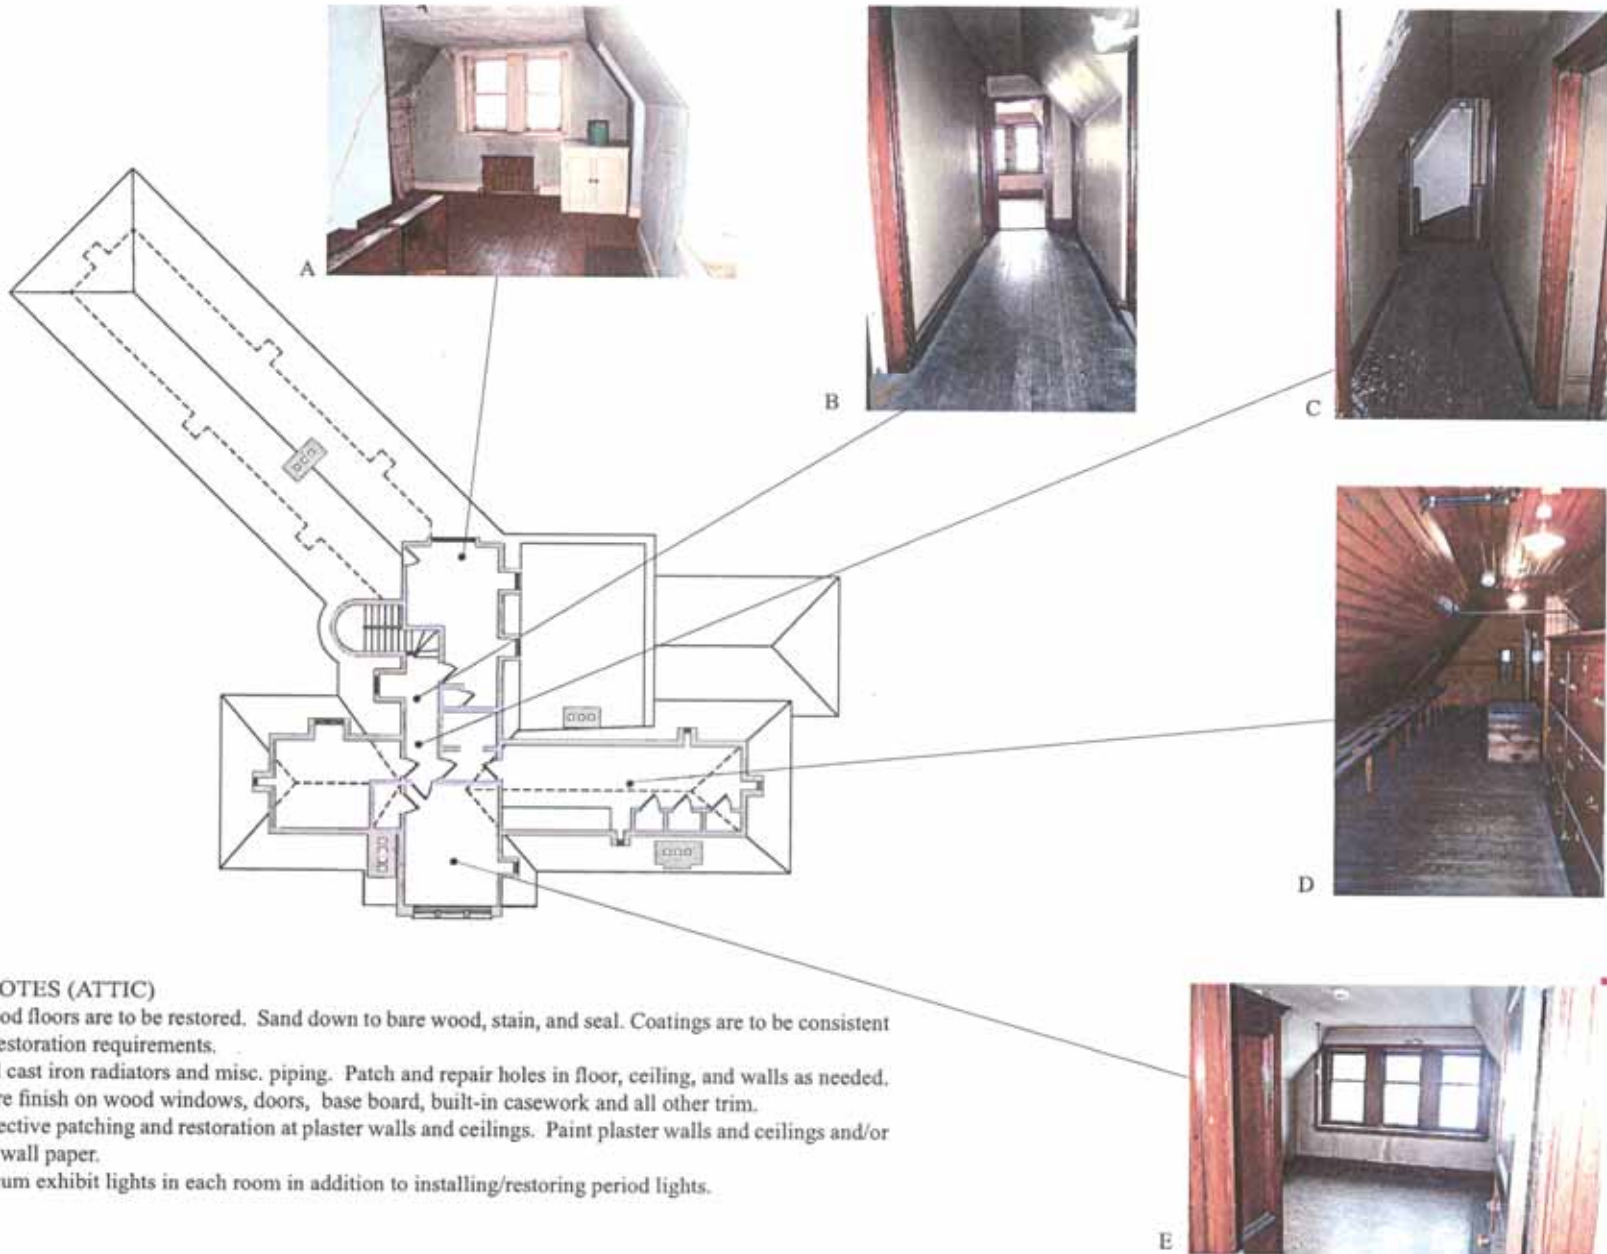 A
B
C
D
OTES (ATTIC)
od floors are to be restored. Sand down to bare wood, stain, and seal. Coatings are to be consistent
estoration requirements.
cast iron radiators and misc. piping. Patch and repair holes in floor, ceiling, and walls as needed.
re finish on wood windows, doors, base board, built-in casework and all other trim.
ective patching and restoration at plaster walls and ceilings. Paint plaster walls and ceilings and/or
wall paper.
um exhibit lights in each room in addition to installing/restoring period lights.
E